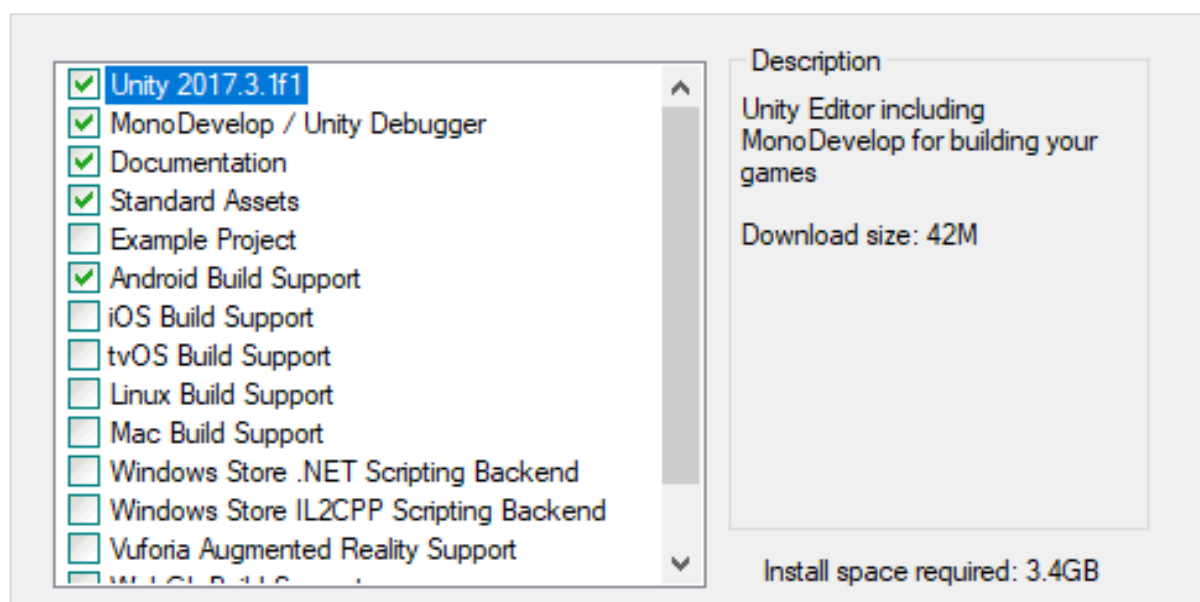 Unity 2017.3.1f1
MonoDevelop / Unity Debugger
Documentation
Standard Assets
Example Project
Android Build Support
iOS Build Support
tvOS Build Support
Linux Build Support
Mac Build Support
Windows Store .NET Scripting Backend
Windows Store IL2CPP Scripting Backend
Vuforia Augmented Reality Support
Description
Unity Editor including
MonoDevelop for building your
games
Download size: 42M
Install space required: 3.4GB